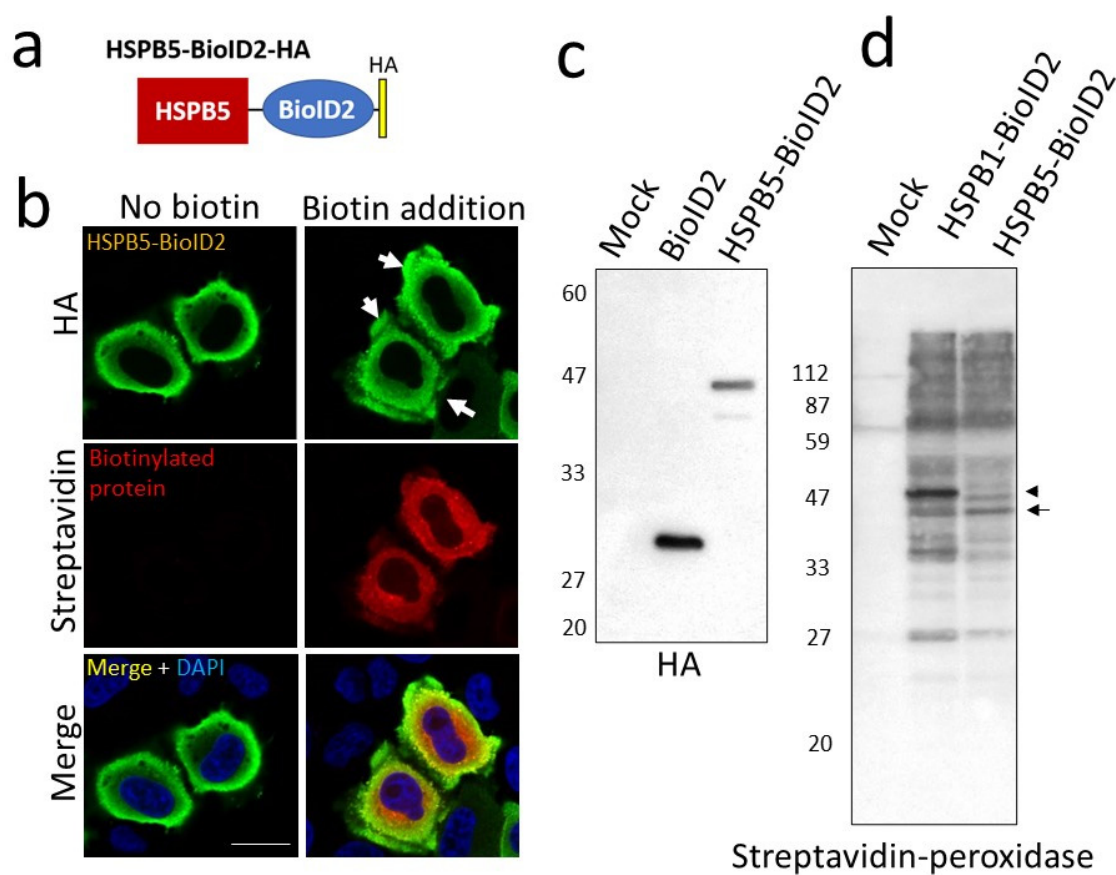 a
HSPB5-BioID2-HA
HA
HSPB5
BioID2
b
No biotin
Biotin addition
HSPB5-BioID2
HA
Biotinylated
protein
Streptavidin
Merge + DAPI
Merge
c
Mock
BioID2
HSPB5-BioID2
60
47
33
27
20
HA
d
Mock
HSPB1-BioID2
HSPB5-BioID2
112
87
59
47
33
27
20
Streptavidin-peroxidase